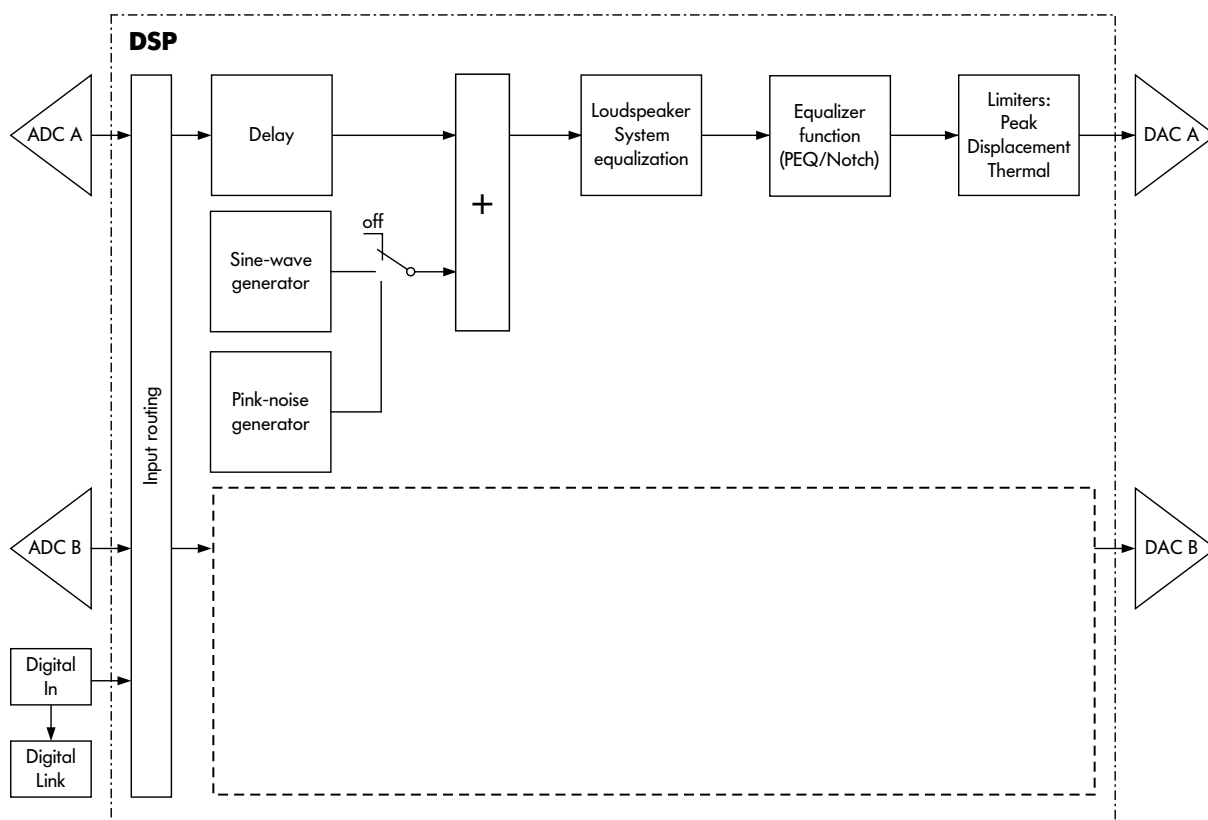 DSP
ADC A
Delay
+
Loudspeaker
System
equalization
Equalizer
function
(PEQ/Notch)
Limiters:
Peak
Displacement
Thermal
DAC A
off
Sine-wave
generator
Pink-noise
generator
Input routing
ADC B
DAC B
Digital
In
Digital
Link